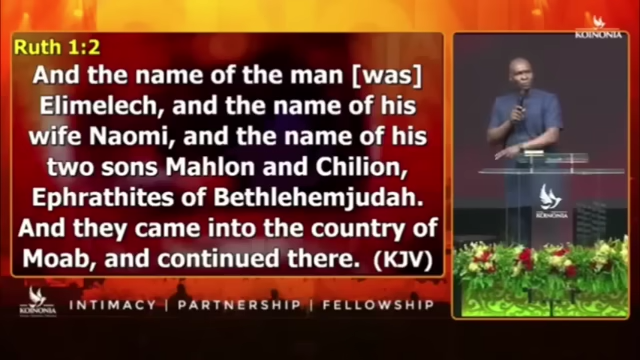 Ruth 1:2
And the name of the man [was]
Elimelech, and the name of his
wife Naomi, and the name of his
two sons Mahlon and Chilion,
Ephrathites of Bethlehemjudah.
And they came into the country of
Moab, and continued there. (KJV)
KOINONIA
KOINONIA
KOINONIA
INTIMACY | PARTNERSHIP | FELLOWSHIP